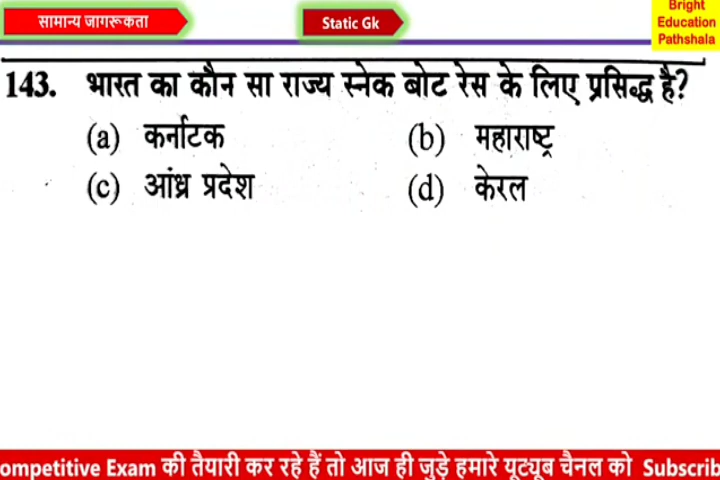 सामान्य जागरूकता
Static Gk
Bright
Education
Pathshala
143. भारत का कौन सा राज्य स्नेक बोट रेस के लिए प्रसिद्ध है?
(a) कर्नाटक (b) महाराष्ट्र
(c) आंध्र प्रदेश (d) केरल
ompetitive Exam की तैयारी कर रहे हैं तो आज ही जुड़े हमारे यूट्यूब चैनल को Subscrib